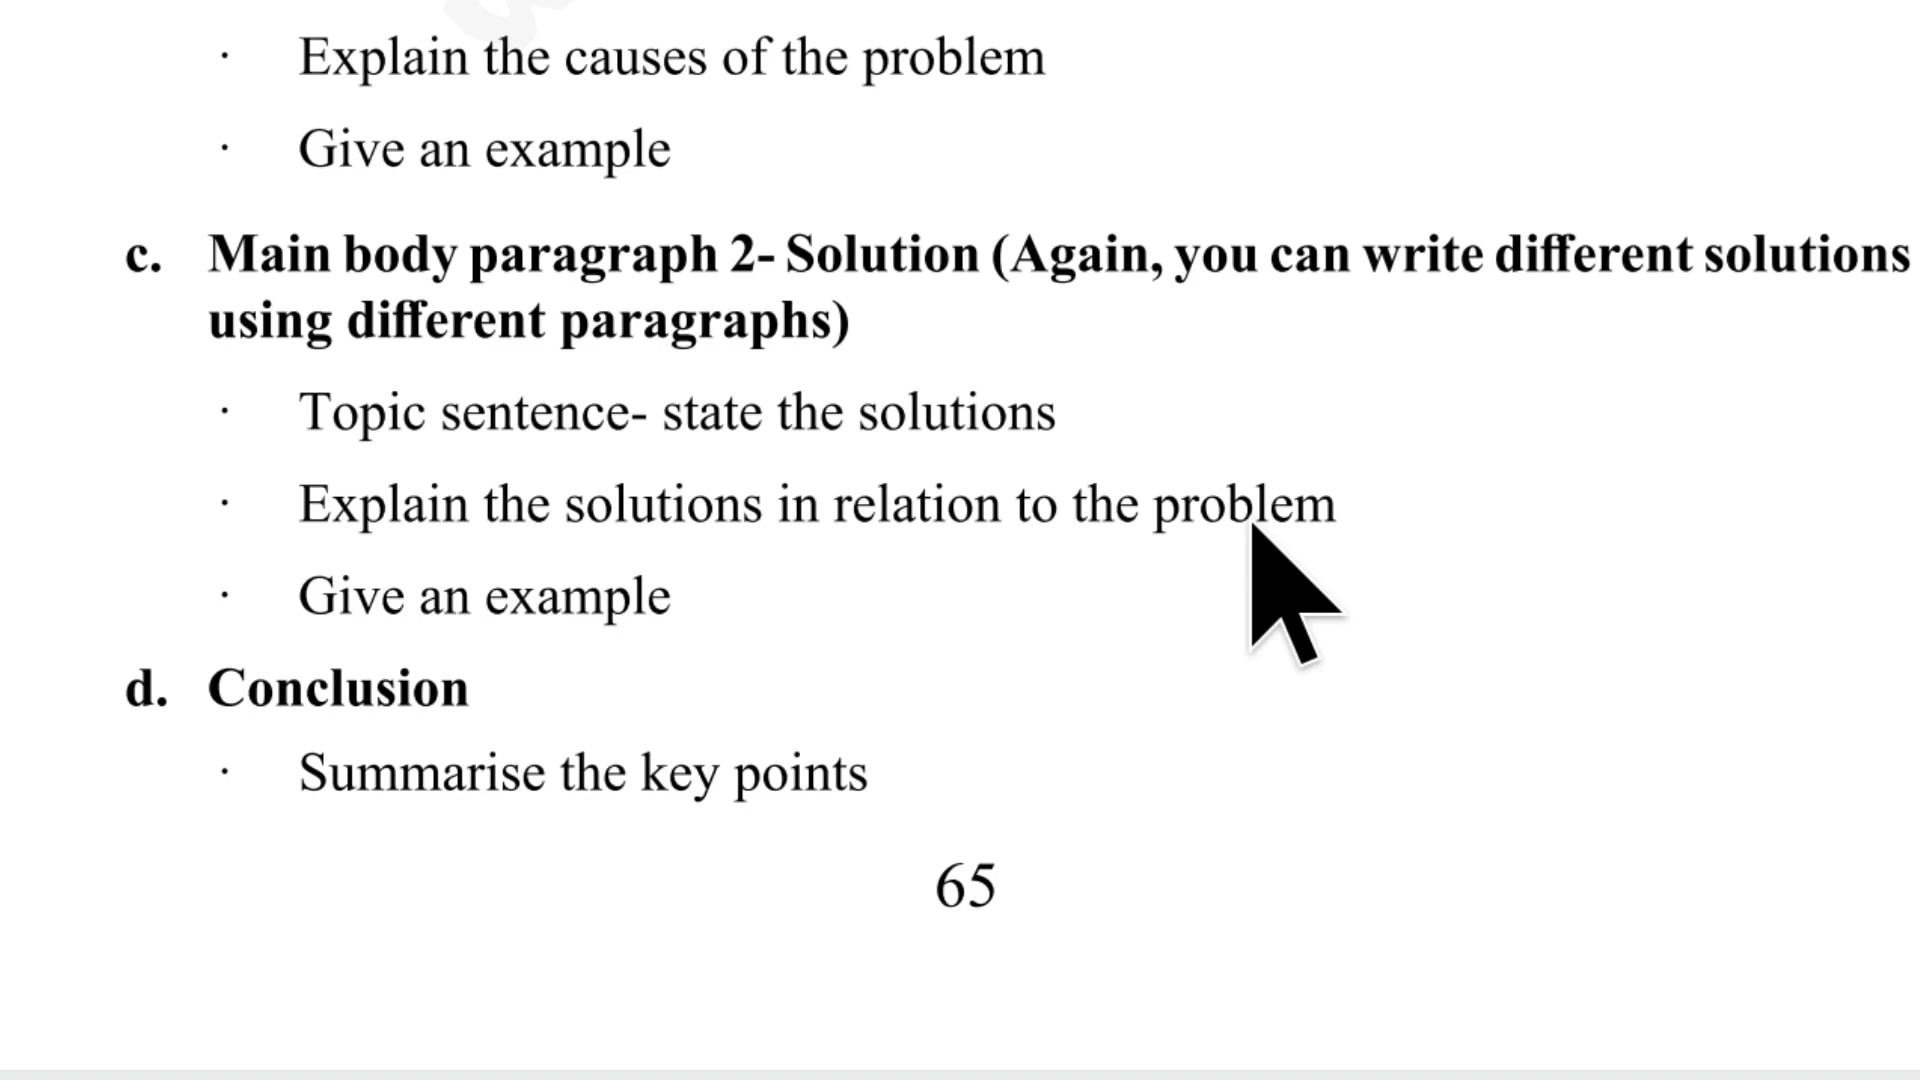 · Explain the causes of the problem
· Give an example
c. Main body paragraph 2- Solution (Again, you can write different solutions
using different paragraphs)
· Topic sentence- state the solutions
· Explain the solutions in relation to the problem
· Give an example
d. Conclusion
· Summarise the key points
65